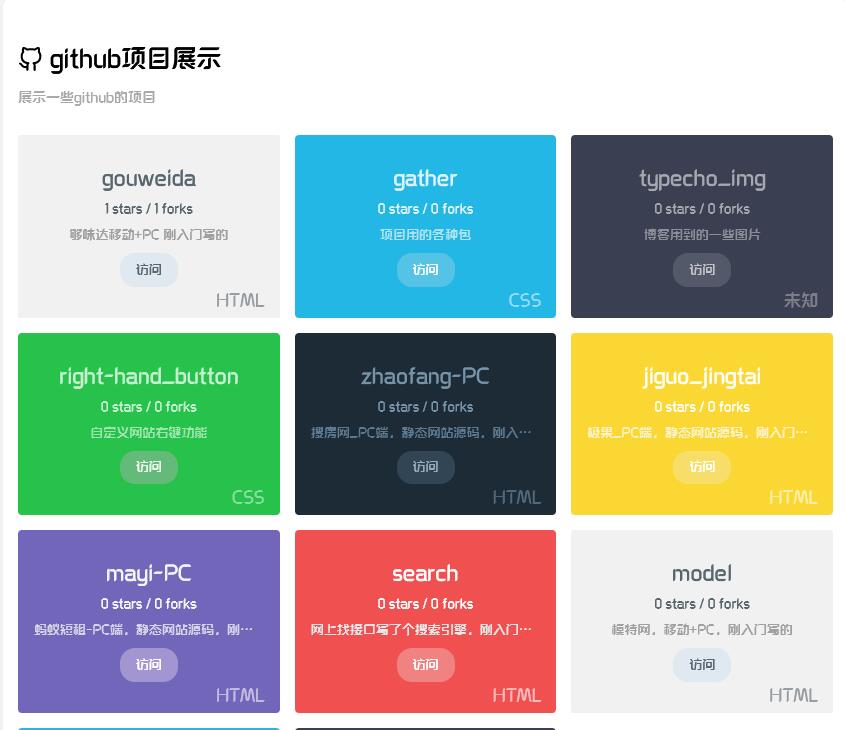 github项目展示
展示一些github的项目
gouweida
1 stars / 1 forks
够味达移动+PC 刚入门写的
访问
HTML
gather
0 stars / 0 forks
项目用的各种包
访问
CSS
typecho_img
0 stars / 0 forks
博客用到的一些图片
访问
未知
right-hand_button
0 stars / 0 forks
自定义网站右键功能
访问
CSS
zhaofang-PC
0 stars / 0 forks
搜房网_PC端，静态网站源码，刚入…
访问
HTML
jiguo_jingtai
0 stars / 0 forks
极果_PC端，静态网站源码，刚入门…
访问
HTML
mayi-PC
0 stars / 0 forks
蚂蚁短租-PC端，静态网站源码，刚…
访问
HTML
search
0 stars / 0 forks
网上找接口写了个搜索引擎，刚入门…
访问
HTML
model
0 stars / 0 forks
模特网，移动+PC，刚入门写的
访问
HTML